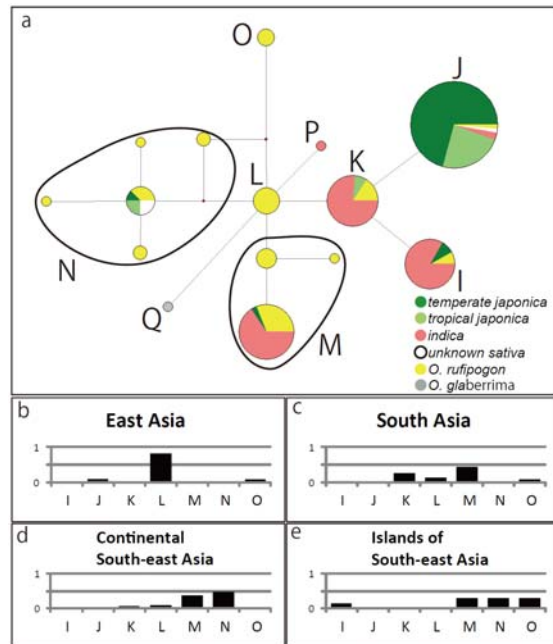 a
O
J
P
K
L
N
I
Q
M
temperate japonica
tropical japonica
indica
unknown sativa
O. rufipogon
O. glaberrima
b
East Asia
1
0
I J K L M N O
c
South Asia
1
0
I J K L M N O
d
Continental
South-east Asia
1
0
I J K L M N O
e
Islands of
South-east Asia
1
0
I J K L M N O